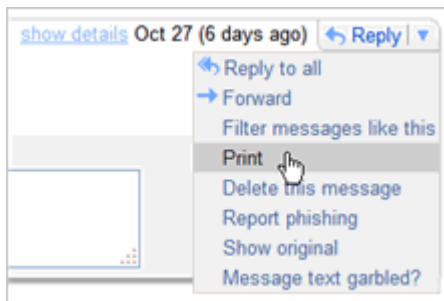 show details Oct 27 (6 days ago) Reply
Reply to all
Forward
Filter messages like this
Print
Delete this message
Report phishing
Show original
Message text garbled?